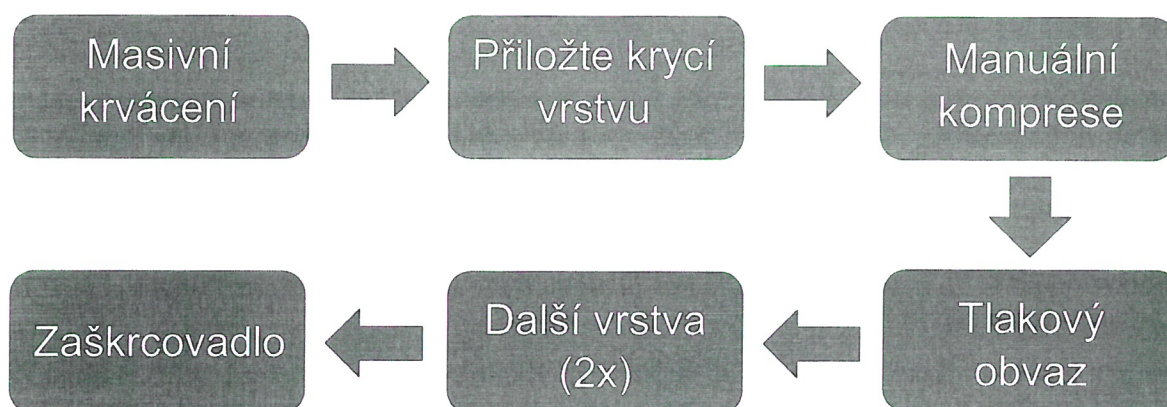 Masivní
krvácení
Přiložte krycí
vrstvu
Manuální
komprese
Tlakový
obvaz
Další vrstva
(2x)
Zaškrcovadlo